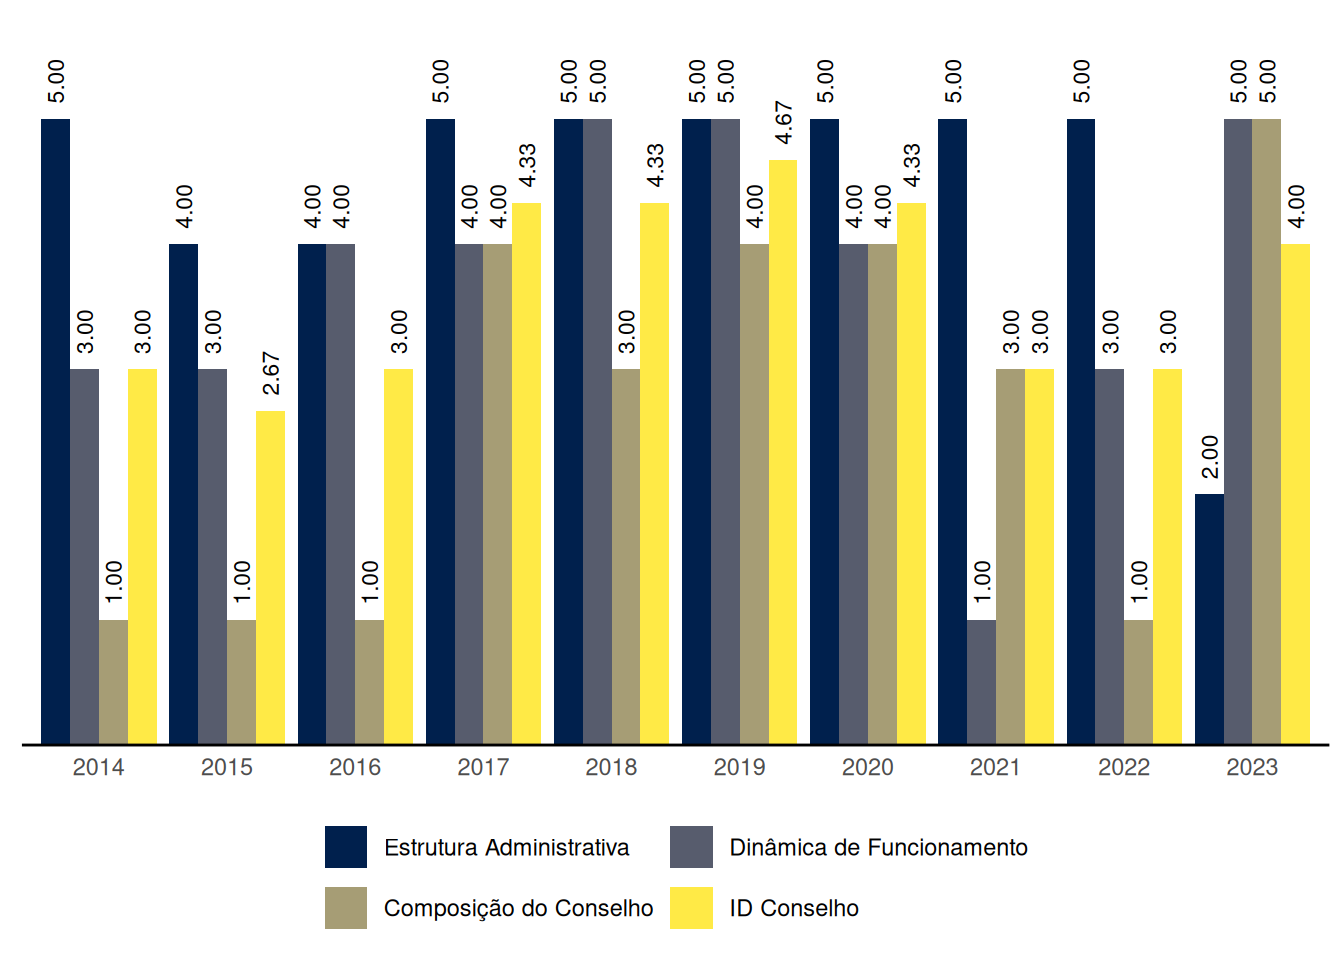 5.00 3.00 1.00 3.00
4.00 3.00 1.00 2.67
4.00 4.00 1.00 3.00
5.00 4.00 4.00 4.33
5.00 5.00 3.00 4.33
5.00 5.00 4.00 4.67
5.00 4.00 4.00 4.33
5.00 1.00 3.00 3.00
5.00 3.00 1.00 3.00
2.00 5.00 5.00 4.00
2014 2015 2016 2017 2018 2019 2020 2021 2022 2023
Estrutura Administrativa Dinâmica de Funcionamento
Composição do Conselho ID Conselho